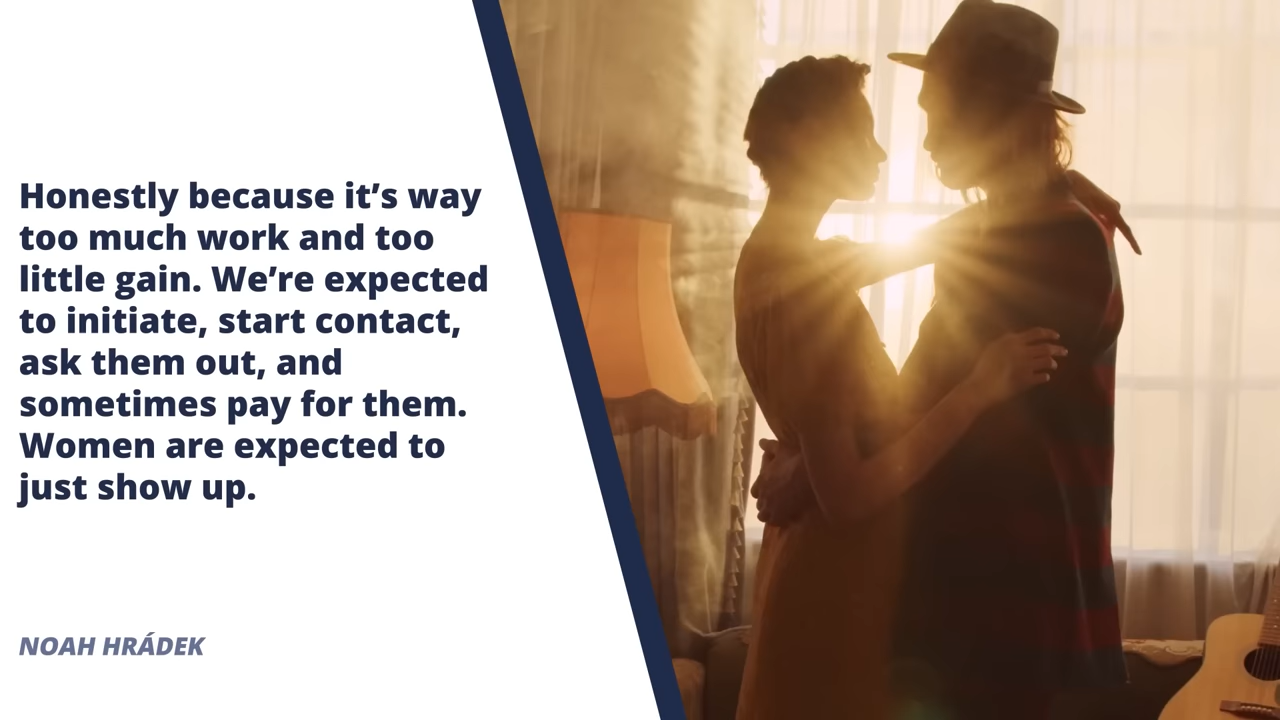 Honestly because it’s way
too much work and too
little gain. We’re expected
to initiate, start contact,
ask them out, and
sometimes pay for them.
Women are expected to
just show up.
NOAH HRÁDEK